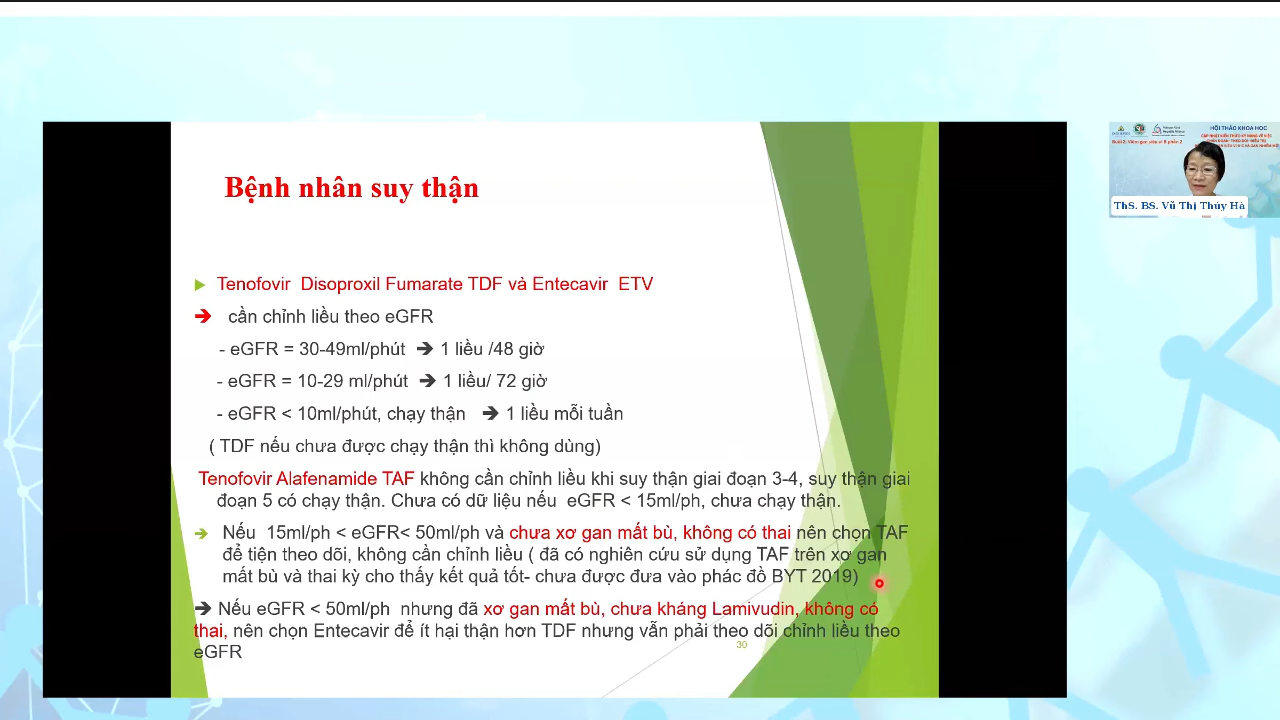 Bệnh nhân suy thận
Tenofovir Disoproxil Fumarate TDF và Entecavir ETV
➔ cần chỉnh liều theo eGFR
- eGFR = 30-49ml/phút ➔ 1 liều /48 giờ
- eGFR = 10-29 ml/phút ➔ 1 liều/ 72 giờ
- eGFR < 10ml/phút, chạy thận ➔ 1 liều mỗi tuần
( TDF nếu chưa được chạy thận thì không dùng)
Tenofovir Alafenamide TAF không cần chỉnh liều khi suy thận giai đoạn 3-4, suy thận giai
đoạn 5 có chạy thận. Chưa có dữ liệu nếu eGFR < 15ml/ph, chưa chạy thận.
➔ Nếu 15ml/ph < eGFR< 50ml/ph và chưa xơ gan mất bù, không có thai nên chọn TAF
để tiện theo dõi, không cần chỉnh liều ( đã có nghiên cứu sử dụng TAF trên xơ gan
mất bù và thai kỳ cho thấy kết quả tốt- chưa được đưa vào phác đồ BYT 2019)
➔ Nếu eGFR < 50ml/ph nhưng đã xơ gan mất bù, chưa kháng Lamivudin, không có
thai, nên chọn Entecavir để ít hại thận hơn TDF nhưng vẫn phải theo dõi chỉnh liều theo
eGFR
30
HỘI THẢO KHOA HỌC
Buổi 2: Viêm gan siêu vi B phần 2
ThS. BS. Vũ Thị Thúy Hà